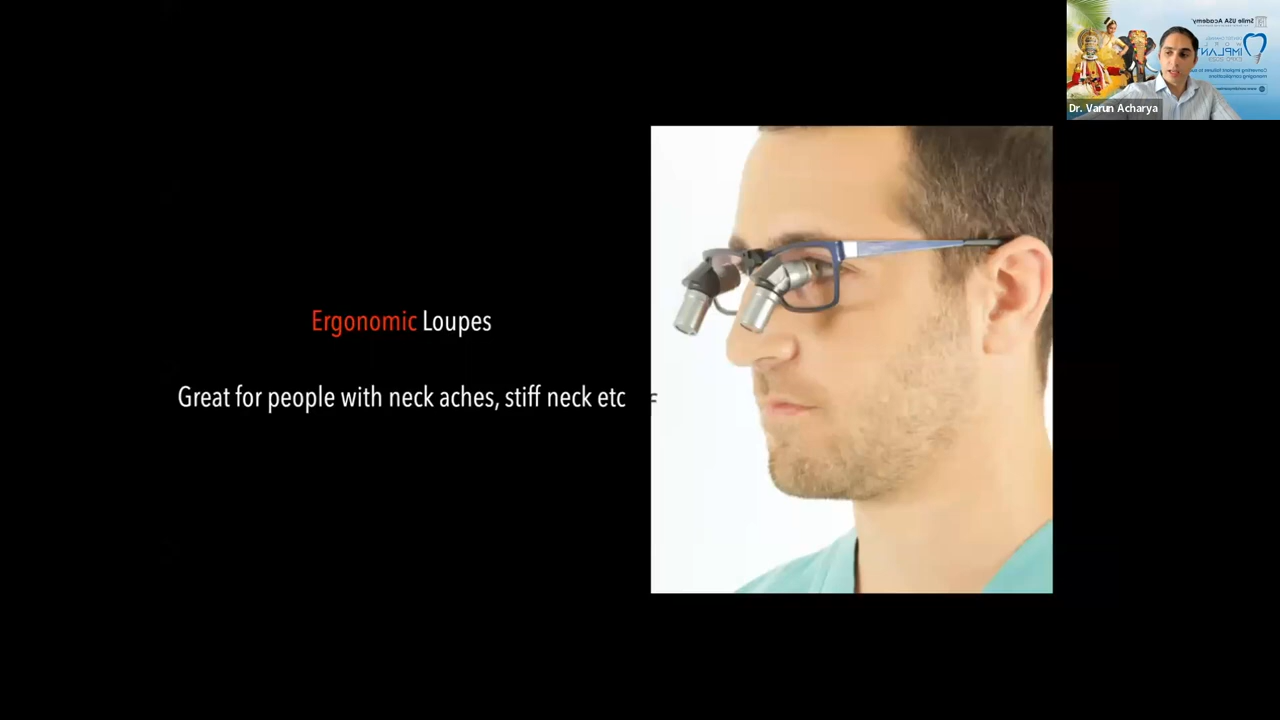 Smile USA Academy
IMPLANT
Dr. Varun Acharya
Ergonomic Loupes
Great for people with neck aches, stiff neck etc